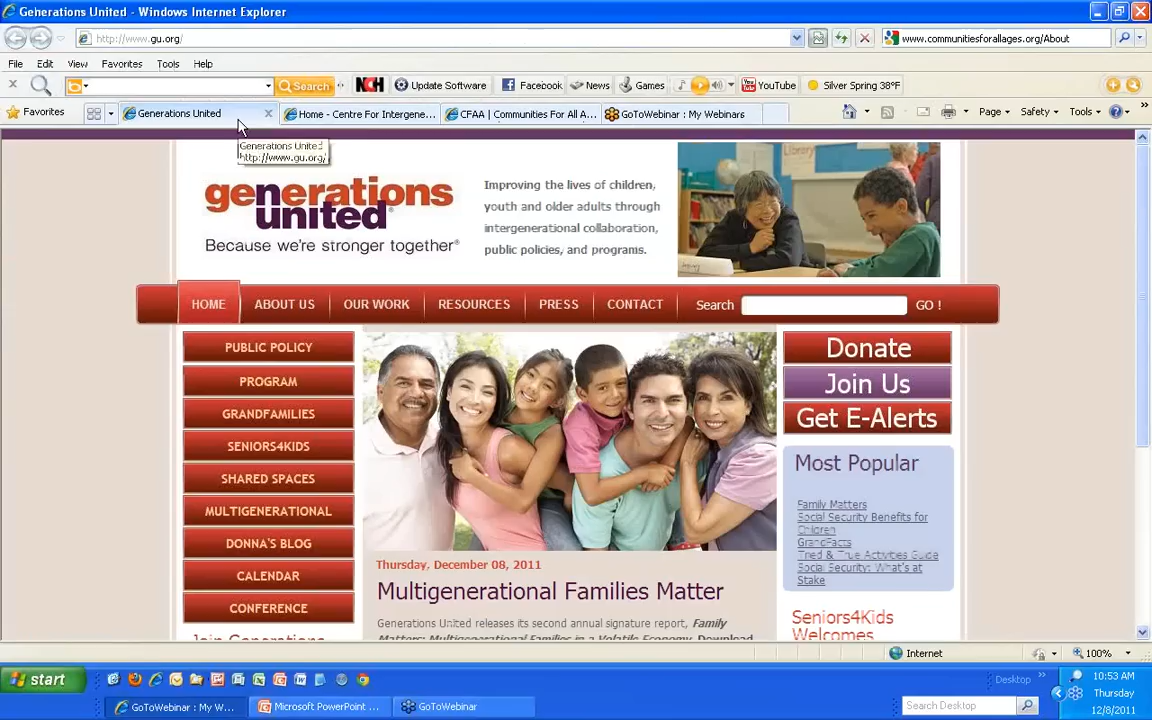 Generations United - Windows Internet Explorer
http://www.gu.org/
www.communitiesforallages.org/About
File Edit View Favorites Tools Help
Search NCH Update Software Facebook News Games YouTube Silver Spring 38°F
Favorites Generations United Home - Centre For Intergene... CFAA | Communities For All A... GoToWebinar : My Webinars Page Safety Tools
Generations United
http://www.gu.org/
generations
united®
Because we're stronger together®
Improving the lives of children,
youth and older adults through
intergenerational collaboration,
public policies, and programs.
Library
HOME ABOUT US OUR WORK RESOURCES PRESS CONTACT Search GO !
PUBLIC POLICY
PROGRAM
GRANDFAMILIES
SENIORS4KIDS
SHARED SPACES
MULTIGENERATIONAL
DONNA'S BLOG
CALENDAR
CONFERENCE
Join Generations
Thursday, December 08, 2011
Multigenerational Families Matter
Generations United releases its second annual signature report, Family
Matters: Multigenerational Families in a Volatile Economy. Download
Donate
Join Us
Get E-Alerts
Most Popular
Family Matters
Social Security Benefits for
Children
GrandFacts
Tried & True Activities Guide
Social Security: What's at
Stake
Seniors4Kids
Welcomes
Internet 100%
start Desktop 10:53 AM
Thursday
GoToWebinar : My W... Microsoft PowerPoint ... GoToWebinar Search Desktop 12/8/2011